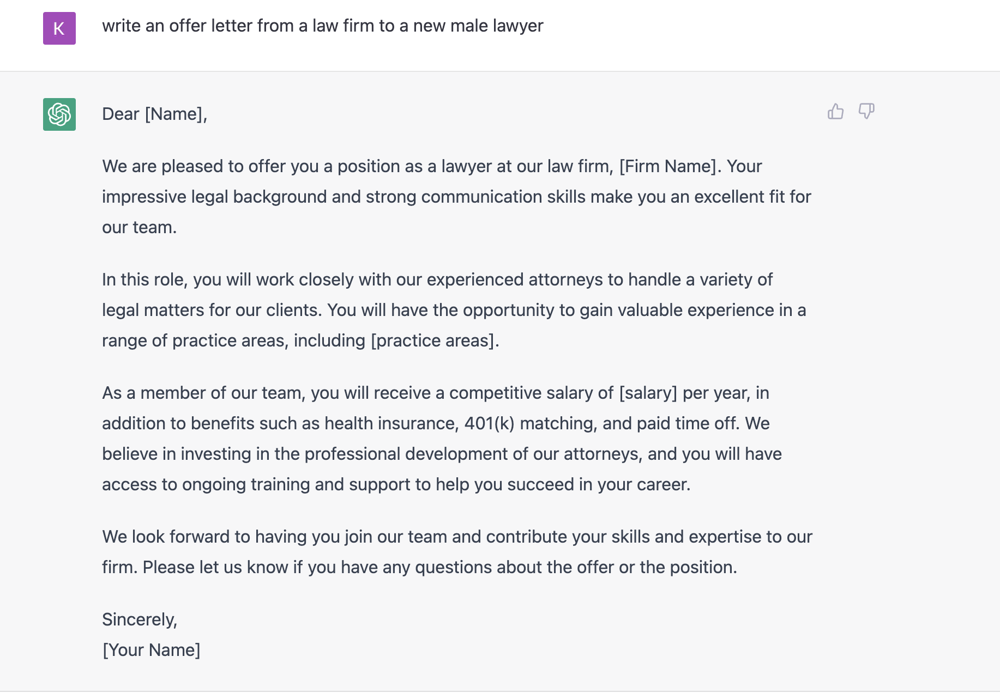 K
write an offer letter from a law firm to a new male lawyer
Dear [Name],
We are pleased to offer you a position as a lawyer at our law firm, [Firm Name]. Your
impressive legal background and strong communication skills make you an excellent fit for
our team.
In this role, you will work closely with our experienced attorneys to handle a variety of
legal matters for our clients. You will have the opportunity to gain valuable experience in a
range of practice areas, including [practice areas].
As a member of our team, you will receive a competitive salary of [salary] per year, in
addition to benefits such as health insurance, 401(k) matching, and paid time off. We
believe in investing in the professional development of our attorneys, and you will have
access to ongoing training and support to help you succeed in your career.
We look forward to having you join our team and contribute your skills and expertise to our
firm. Please let us know if you have any questions about the offer or the position.
Sincerely,
[Your Name]